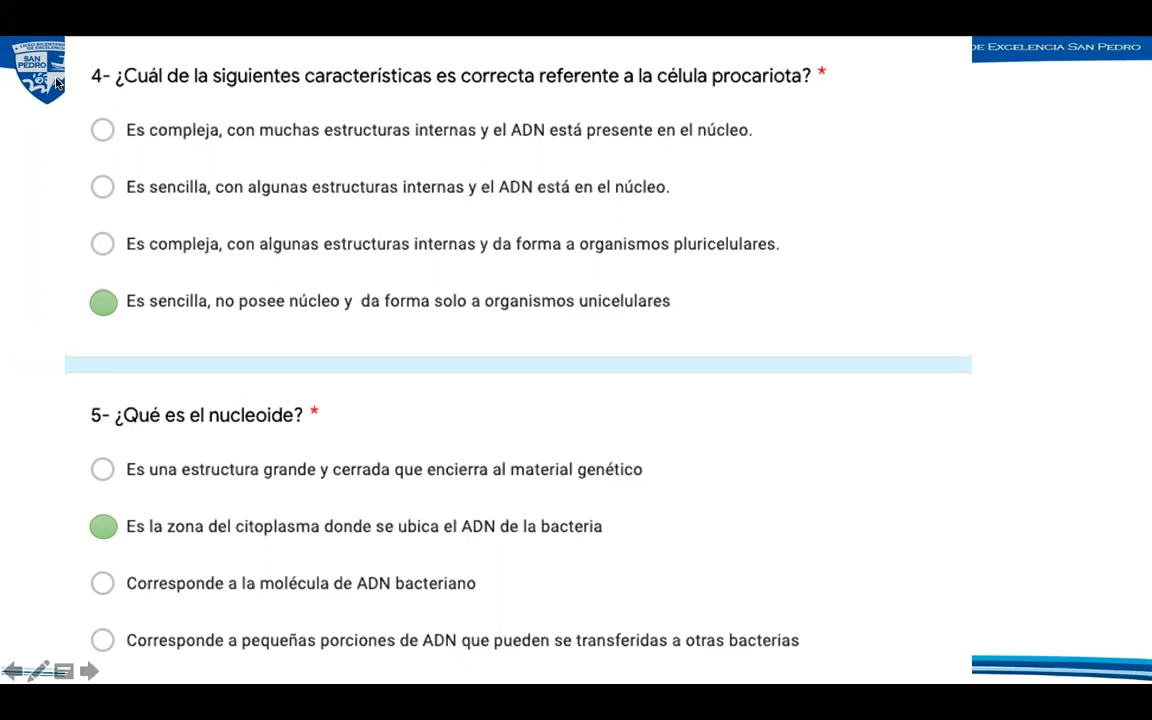 LICEO BICENTENARIO
DE EXCELENCIA
SAN
PEDRO
DE EXCELENCIA SAN PEDRO
4- ¿Cuál de la siguientes características es correcta referente a la célula procariota? *
Es compleja, con muchas estructuras internas y el ADN está presente en el núcleo.
Es sencilla, con algunas estructuras internas y el ADN está en el núcleo.
Es compleja, con algunas estructuras internas y da forma a organismos pluricelulares.
Es sencilla, no posee núcleo y  da forma solo a organismos unicelulares
5- ¿Qué es el nucleoide? *
Es una estructura grande y cerrada que encierra al material genético
Es la zona del citoplasma donde se ubica el ADN de la bacteria
Corresponde a la molécula de ADN bacteriano
Corresponde a pequeñas porciones de ADN que pueden se transferidas a otras bacterias